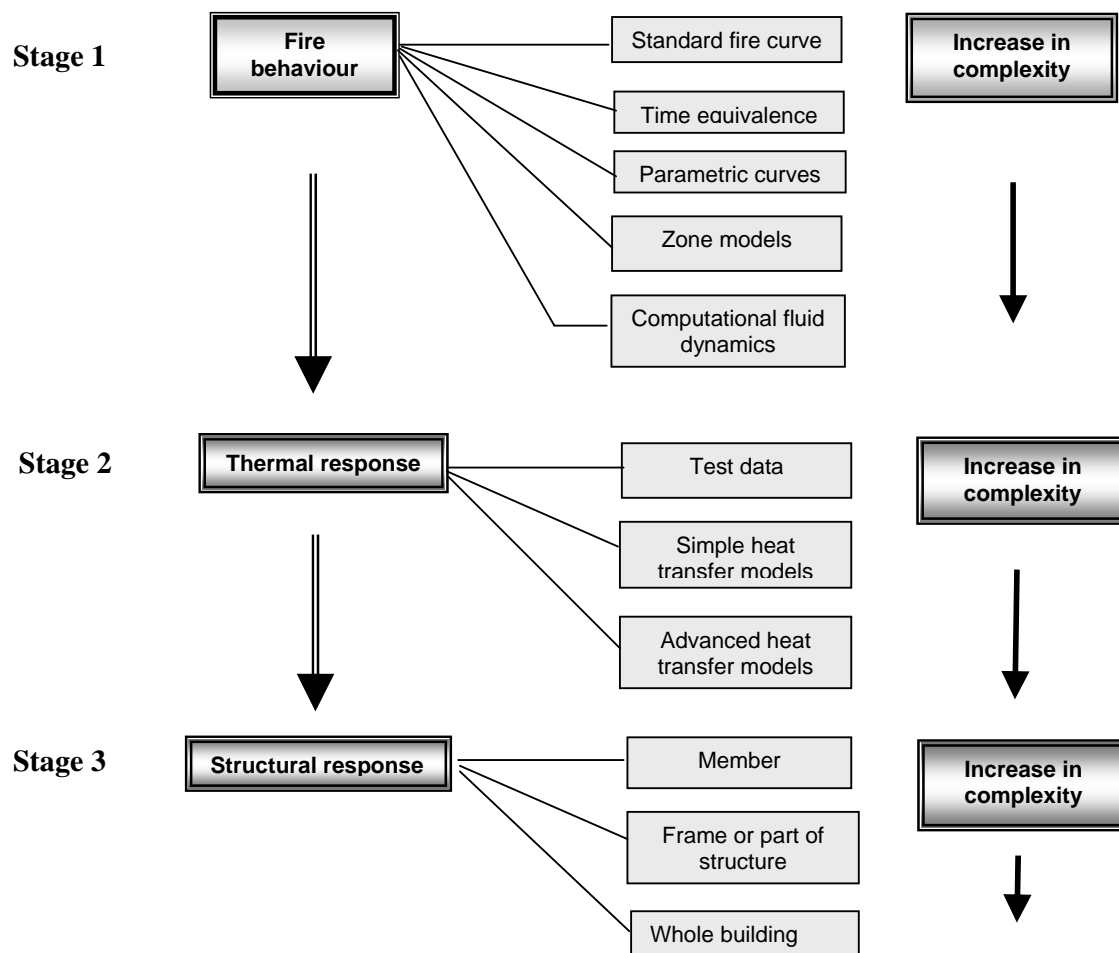 Stage 1
Fire
behaviour
Standard fire curve
Time equivalence
Parametric curves
Zone models
Computational fluid
dynamics
Increase in
complexity
Stage 2
Thermal response
Test data
Simple heat
transfer models
Advanced heat
transfer models
Increase in
complexity
Stage 3
Structural response
Member
Frame or part of
structure
Whole building
Increase in
complexity